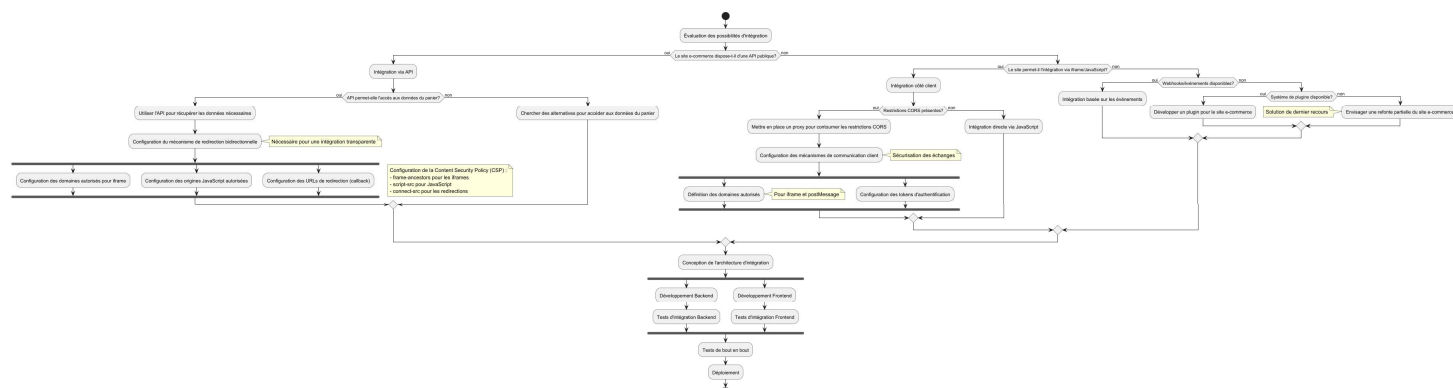 Évaluation des possibilités d'intégration
Le site e-commerce dispose-t-il d'une API publique?
oui
non
Intégration via API
API permet-elle l'accès aux données du panier?
oui
non
Utiliser l'API pour récupérer les données nécessaires
Configuration du mécanisme de redirection bidirectionnelle
Nécessaire pour une intégration transparente
Configuration des domaines autorisés pour iframe
Configuration des origines JavaScript autorisées
Configuration des URLs de redirection (callback)
Configuration de la Content Security Policy (CSP) :
- frame-ancestors pour les iframes
- script-src pour JavaScript
- connect-src pour les redirections
Chercher des alternatives pour accéder aux données du panier
Le site permet-il l'intégration via iframe/JavaScript?
oui
non
Intégration côté client
Restrictions CORS présentes?
oui
non
Mettre en place un proxy pour contourner les restrictions CORS
Configuration des mécanismes de communication client
Sécurisation des échanges
Définition des domaines autorisés
Pour iframe et postMessage
Configuration des tokens d'authentification
Intégration directe via JavaScript
Webhooks/événements disponibles?
oui
non
Intégration basée sur les événements
Système de plugins disponible?
oui
non
Développer un plugin pour le site e-commerce
Solution de dernier recours
Envisager une refonte partielle du site e-commerce
Conception de l'architecture d'intégration
Développement Backend
Tests d'intégration Backend
Développement Frontend
Tests d'intégration Frontend
Tests de bout en bout
Déploiement